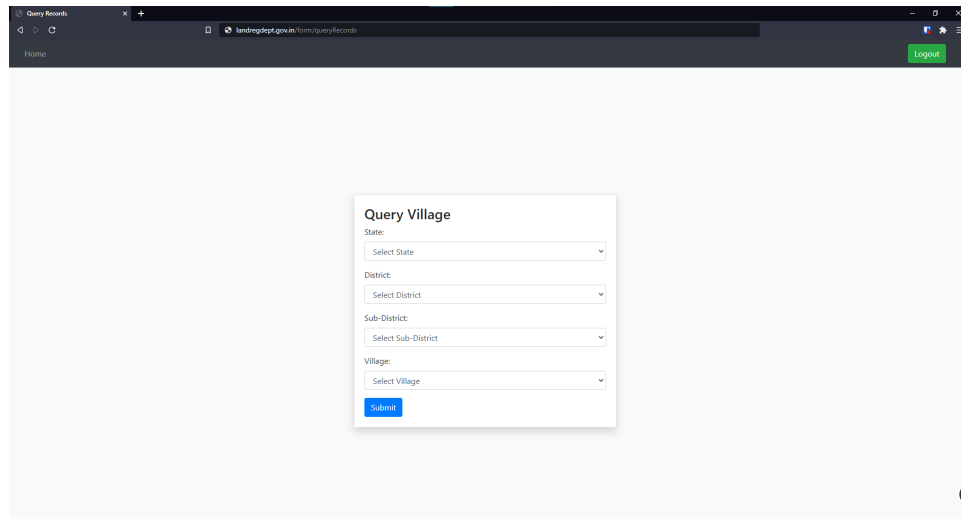 Query Records
landregdept.gov.in/form/queryRecords
Home
Logout
Query Village
State:
Select State
District:
Select District
Sub-District:
Select Sub-District
Village:
Select Village
Submit